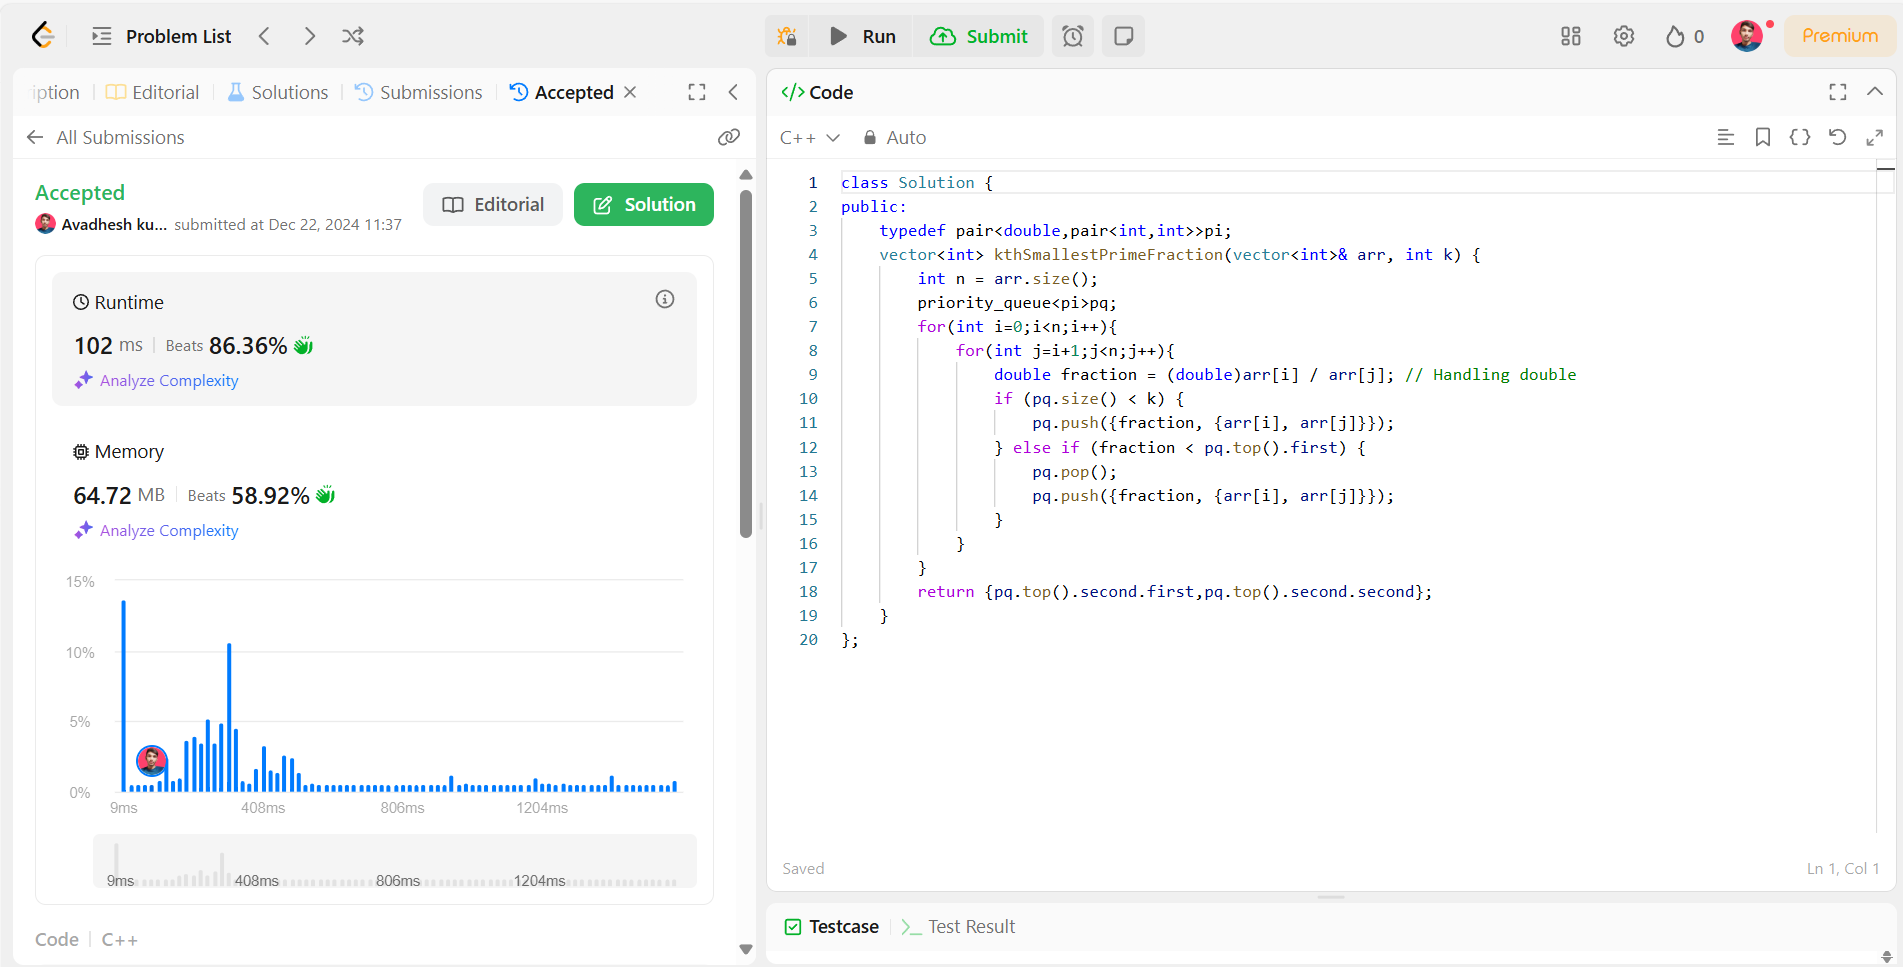 Problem List
Run
Submit
0
Premium
iption
Editorial
Solutions
Submissions
Accepted
All Submissions
Accepted
Avadhesh ku... submitted at Dec 22, 2024 11:37
Editorial
Solution
Runtime
102 ms
Beats 86.36%
Analyze Complexity
Memory
64.72 MB
Beats 58.92%
Analyze Complexity
15%
10%
5%
0%
9ms 408ms 806ms 1204ms
9ms 408ms 806ms 1204ms
Code C++
</> Code
C++ Auto
1 class Solution {
2 public:
3 typedef pair<double,pair<int,int>>pi;
4 vector<int> kthSmallestPrimeFraction(vector<int>& arr, int k) {
5 int n = arr.size();
6 priority_queue<pi>pq;
7 for(int i=0;i<n;i++){
8 for(int j=i+1;j<n;j++){
9 double fraction = (double)arr[i] / arr[j]; // Handling double
10 if (pq.size() < k) {
11 pq.push({fraction, {arr[i], arr[j]}});
12 } else if (fraction < pq.top().first) {
13 pq.pop();
14 pq.push({fraction, {arr[i], arr[j]}});
15 }
16 }
17 }
18 return {pq.top().second.first,pq.top().second.second};
19 }
20 };
Saved
Ln 1, Col 1
Testcase
Test Result